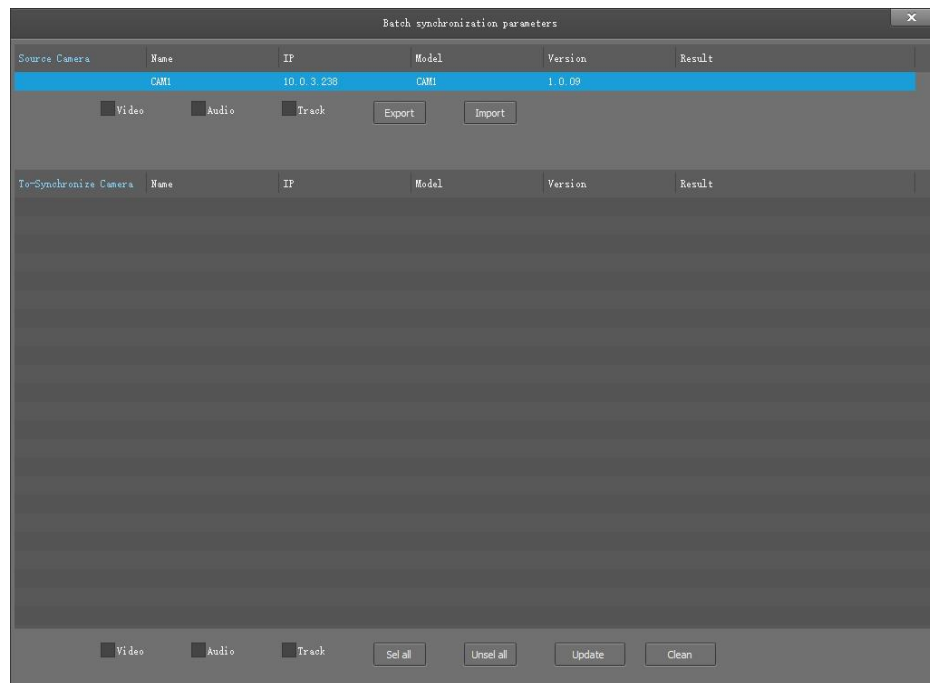 Batch synchronization parameters
Source Camera Name IP Model Version Result
CAM1 10.0.3.238 CAM1 1.0.09
Video Audio Track Export Import
To-Synchronize Camera Name IP Model Version Result
Video Audio Track Sel all Unsel all Update Clean